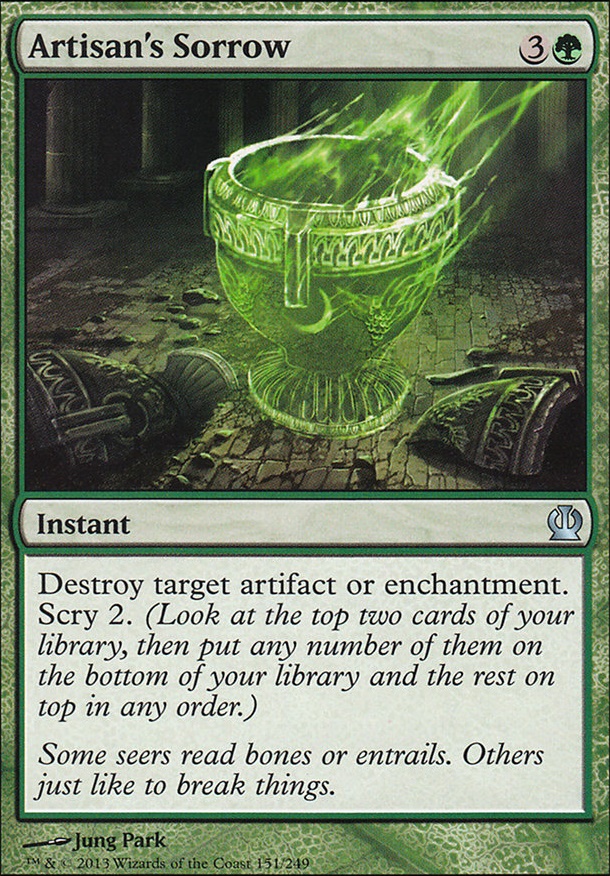 Artisan's Sorrow 3
Instant
Destroy target artifact or enchantment.
Scry 2. (Look at the top two cards of your
library, then put any number of them on
the bottom of your library and the rest on
top in any order.)
Some seers read bones or entrails. Others
just like to break things.
Jung Park
™ & © 2013 Wizards of the Coast 151/249